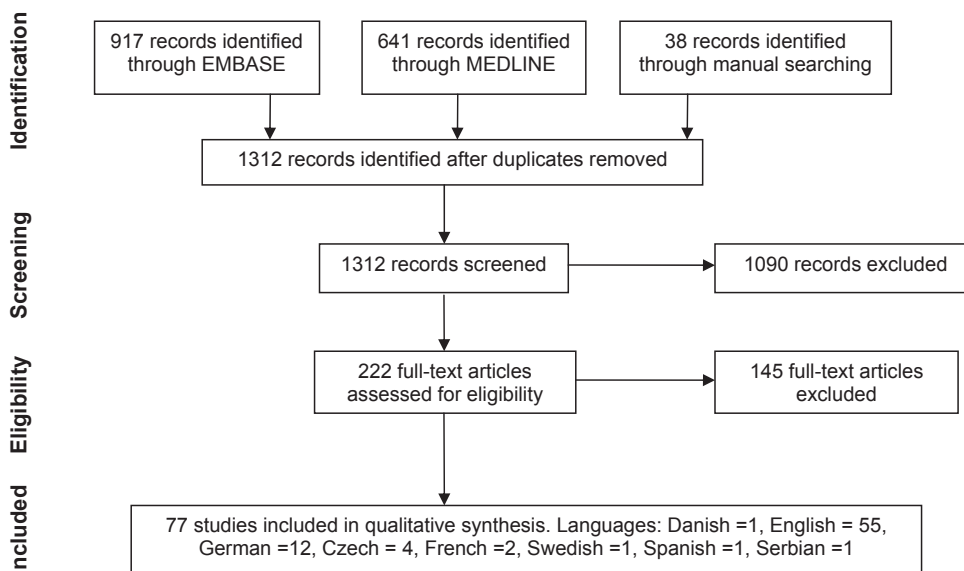 Identification
917 records identified
through EMBASE
641 records identified
through MEDLINE
38 records identified
through manual searching
1312 records identified after duplicates removed
Screening
1312 records screened
1090 records excluded
Eligibility
222 full-text articles
assessed for eligibility
145 full-text articles
excluded
ncluded
77 studies included in qualitative synthesis. Languages: Danish =1, English = 55,
German =12, Czech = 4, French =2, Swedish =1, Spanish =1, Serbian =1